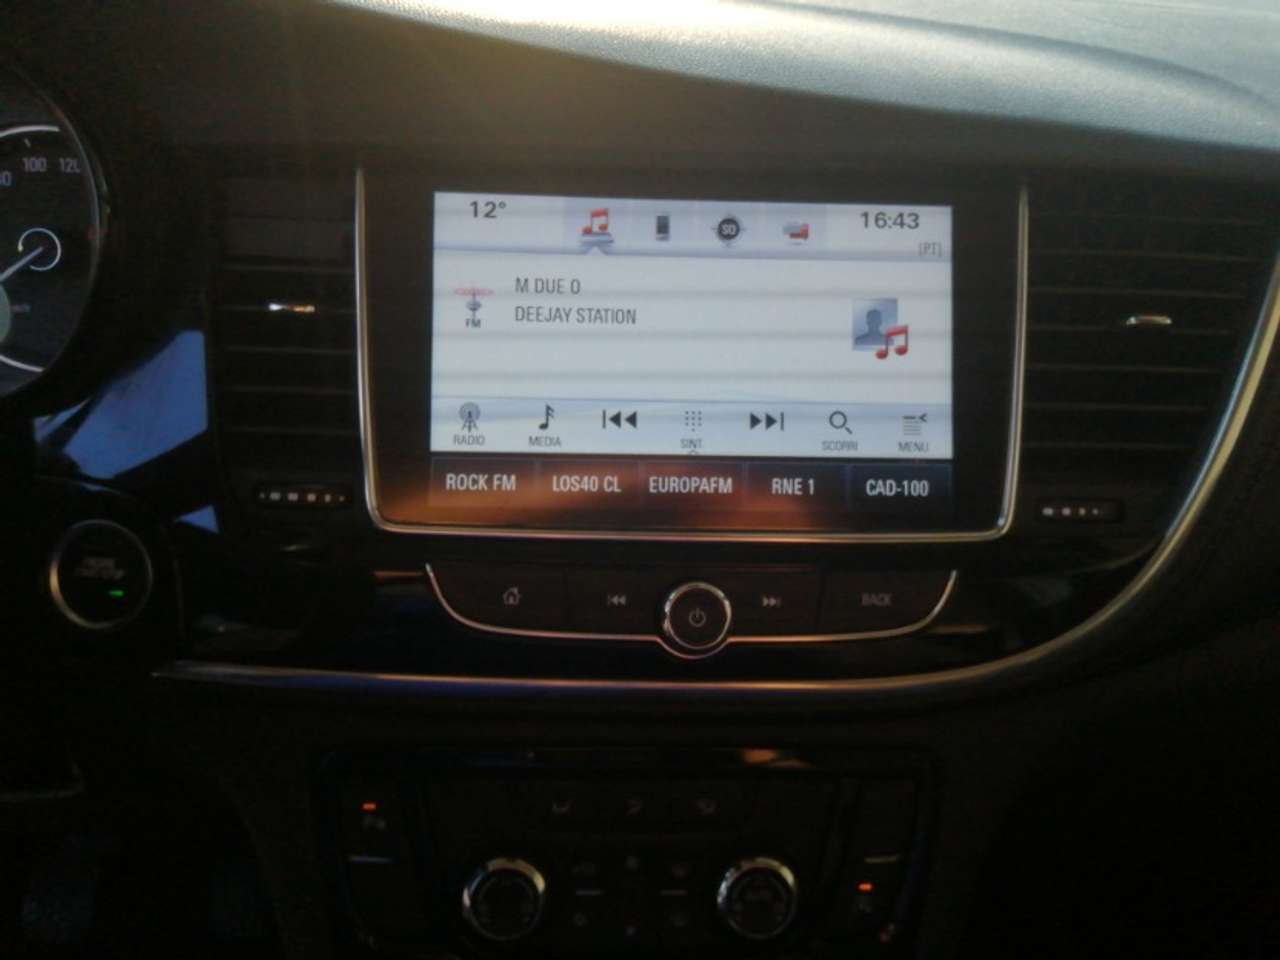 100 120
12° SD 16:43
[PT]
M DUE O
FM DEEJAY STATION
RADIO MEDIA SINT. SCORRI MENU
ROCK FM LOS40 CL EUROPAFM RNE 1 CAD-100
BACK